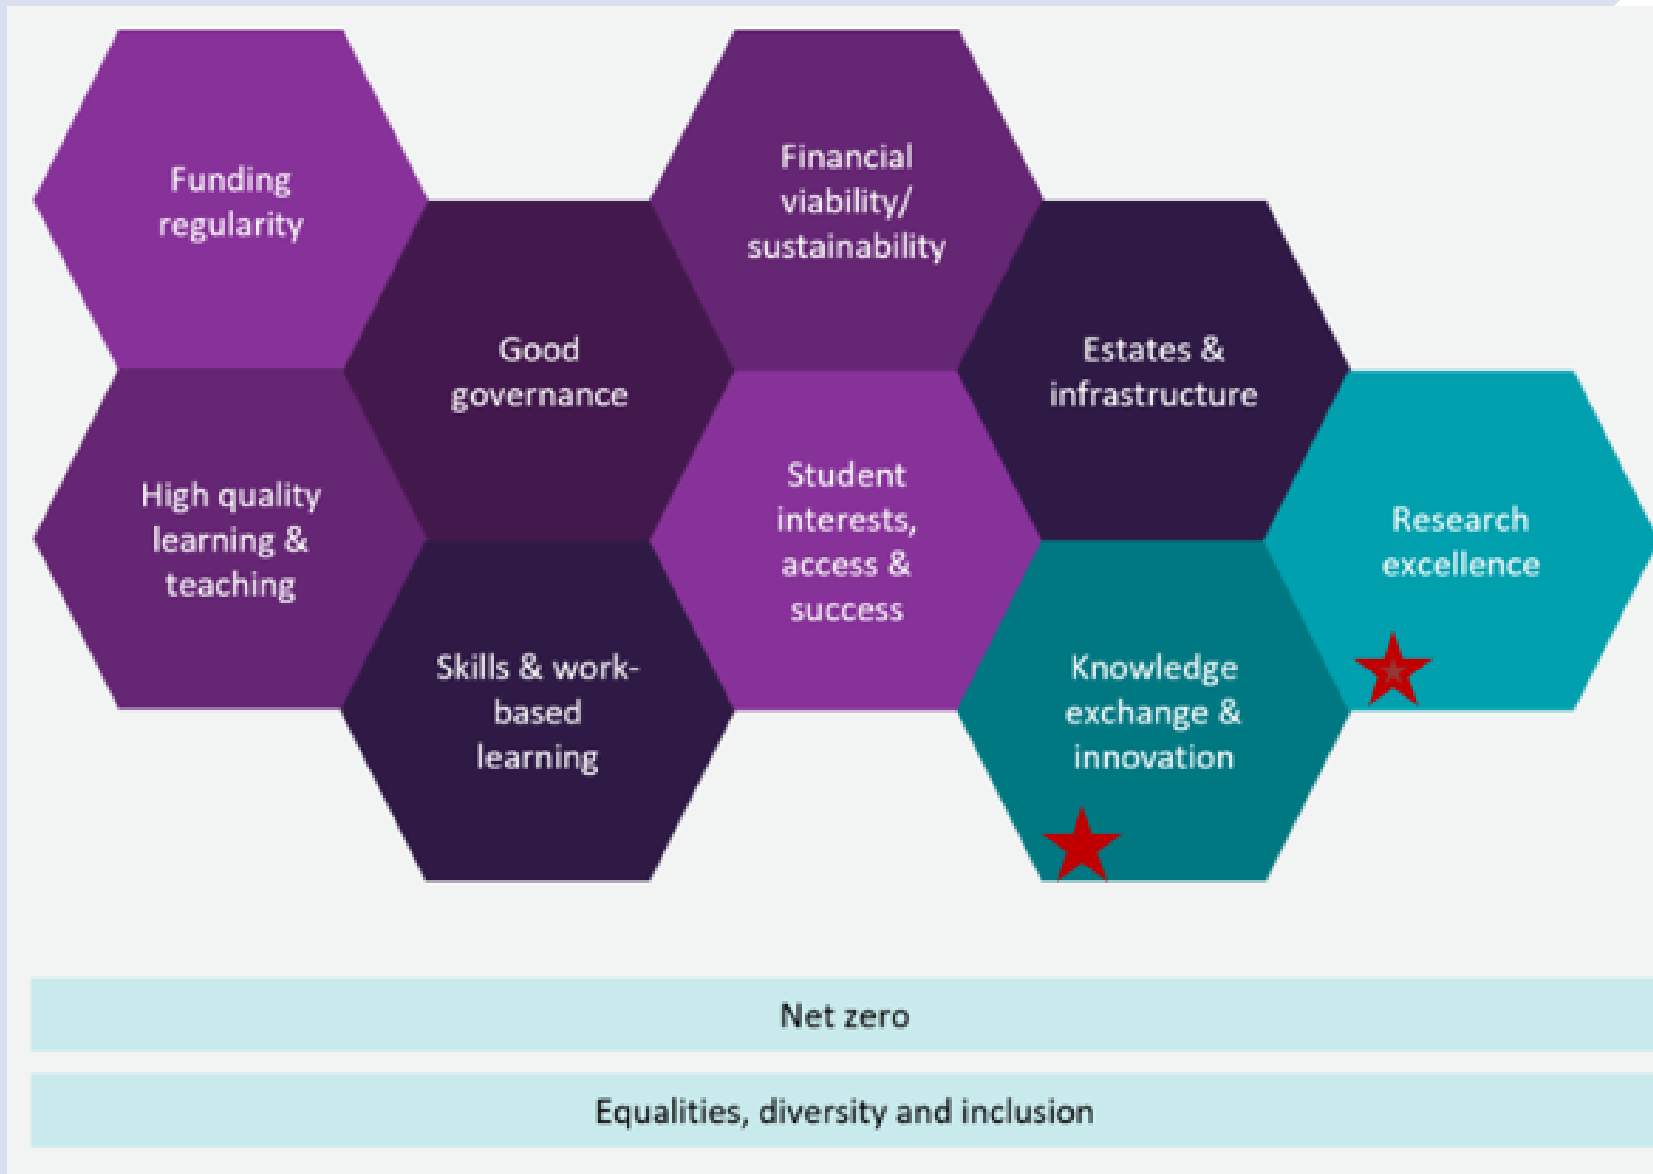 Funding
regularity
Financial
viability/
sustainability
Good
governance
Estates &
infrastructure
High quality
learning &
teaching
Student
interests,
access &
success
Research
excellence
Skills & work-
based
learning
Knowledge
exchange &
innovation
Net zero
Equalities, diversity and inclusion